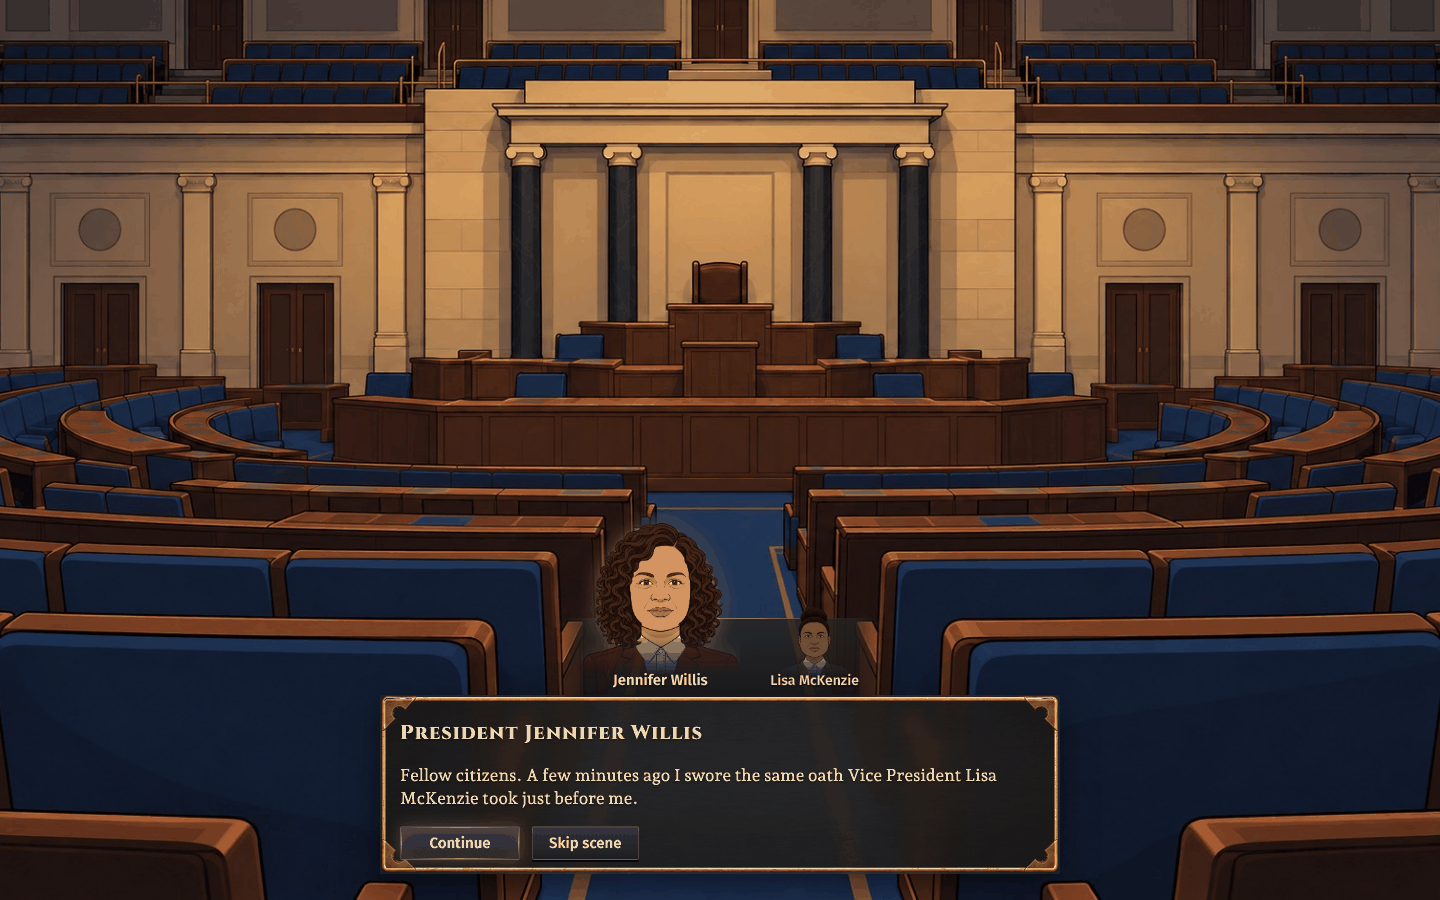 Jennifer Willis
Lisa McKenzie
President Jennifer Willis
Fellow citizens. A few minutes ago I swore the same oath Vice President Lisa
McKenzie took just before me.
Continue
Skip scene